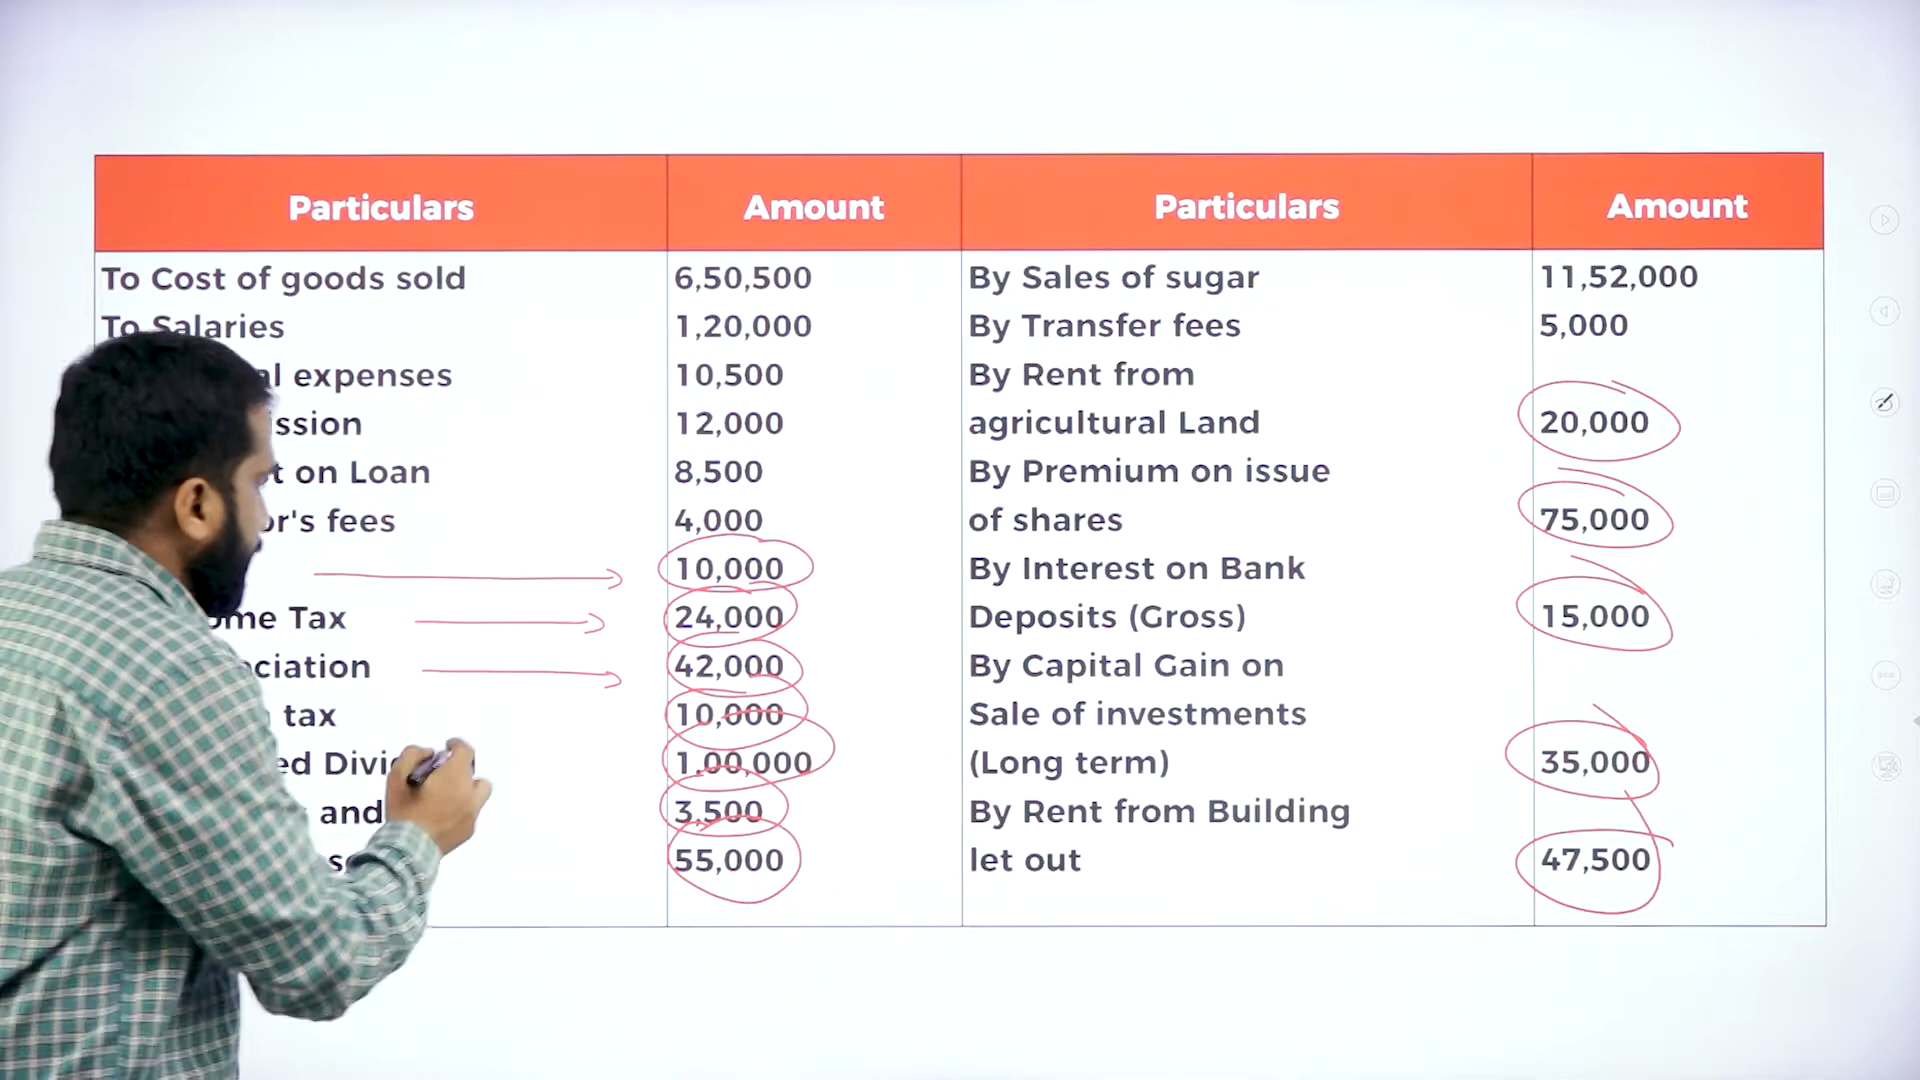 Particulars Amount Particulars Amount
To Cost of goods sold 6,50,500 By Sales of sugar 11,52,000
To Salaries 1,20,000 By Transfer fees 5,000
expenses 10,500 By Rent from
12,000 agricultural Land 20,000
on Loan 8,500 By Premium on issue
fees 4,000 of shares 75,000
10,000 By Interest on Bank
Tax 24,000 Deposits (Gross) 15,000
42,000 By Capital Gain on
tax 10,000 Sale of investments
1,00,000 (Long term) 35,000
and 3,500 By Rent from Building
55,000 let out 47,500